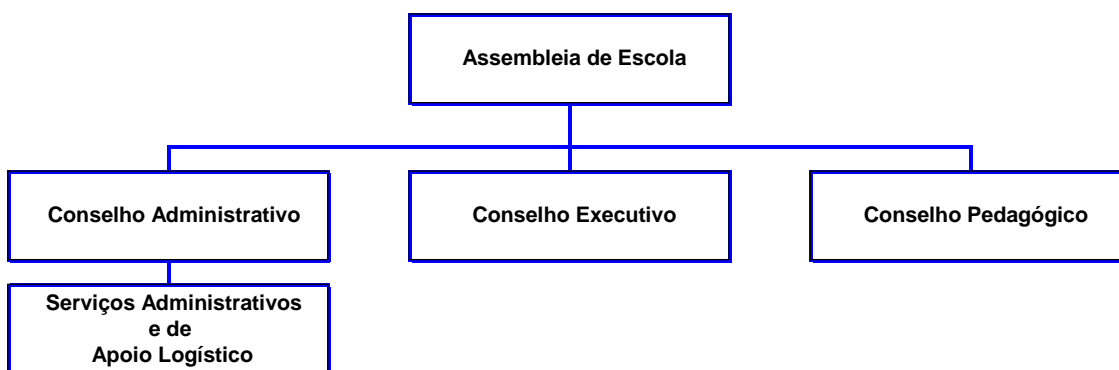 Assembleia de Escola
Conselho Administrativo
Conselho Executivo
Conselho Pedagógico
Serviços Administrativos
e de
Apoio Logístico